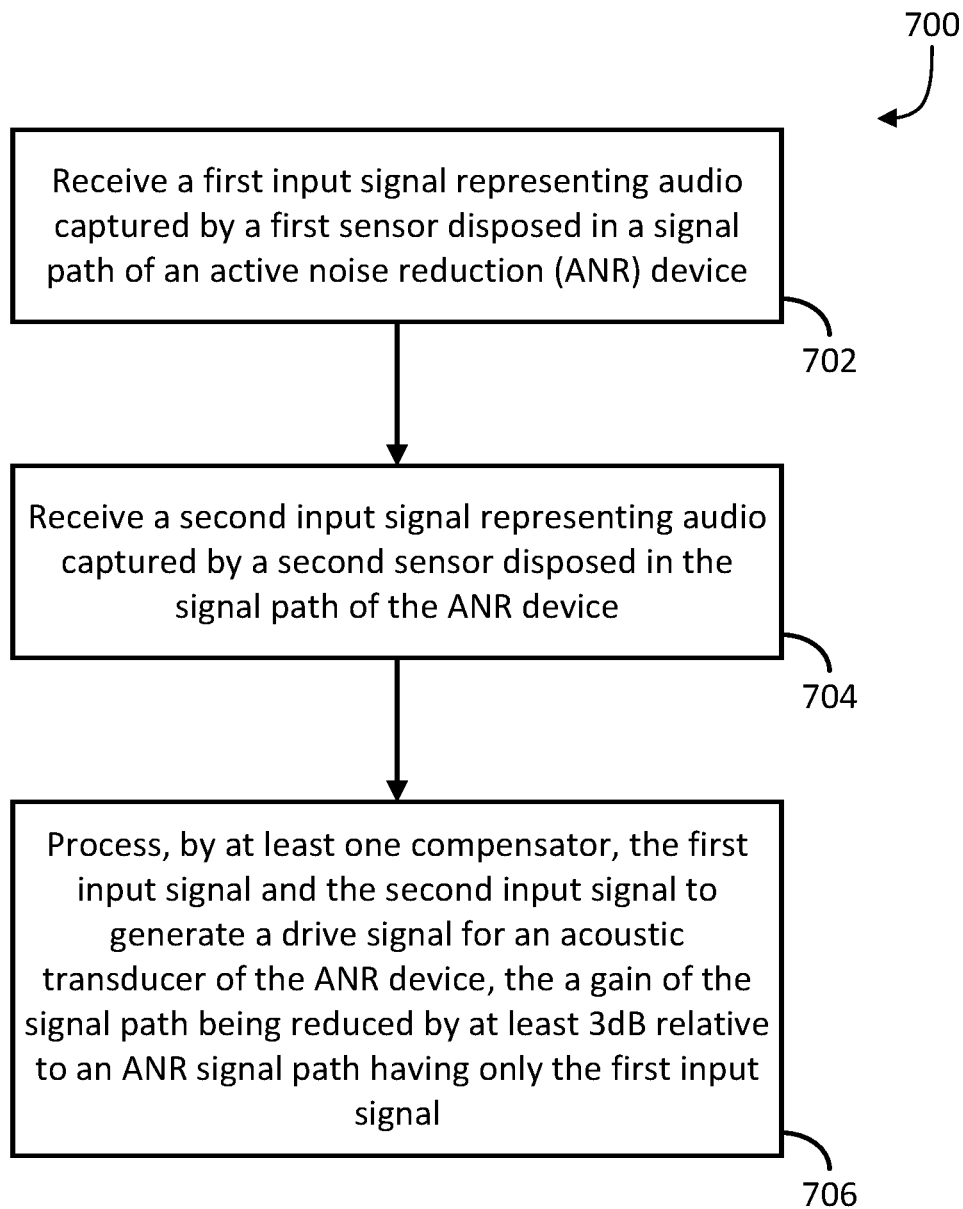 700
Receive a first input signal representing audio
captured by a first sensor disposed in a signal
path of an active noise reduction (ANR) device
702
Receive a second input signal representing audio
captured by a second sensor disposed in the
signal path of the ANR device
704
Process, by at least one compensator, the first
input signal and the second input signal to
generate a drive signal for an acoustic
transducer of the ANR device, the a gain of the
signal path being reduced by at least 3dB relative
to an ANR signal path having only the first input
signal
706